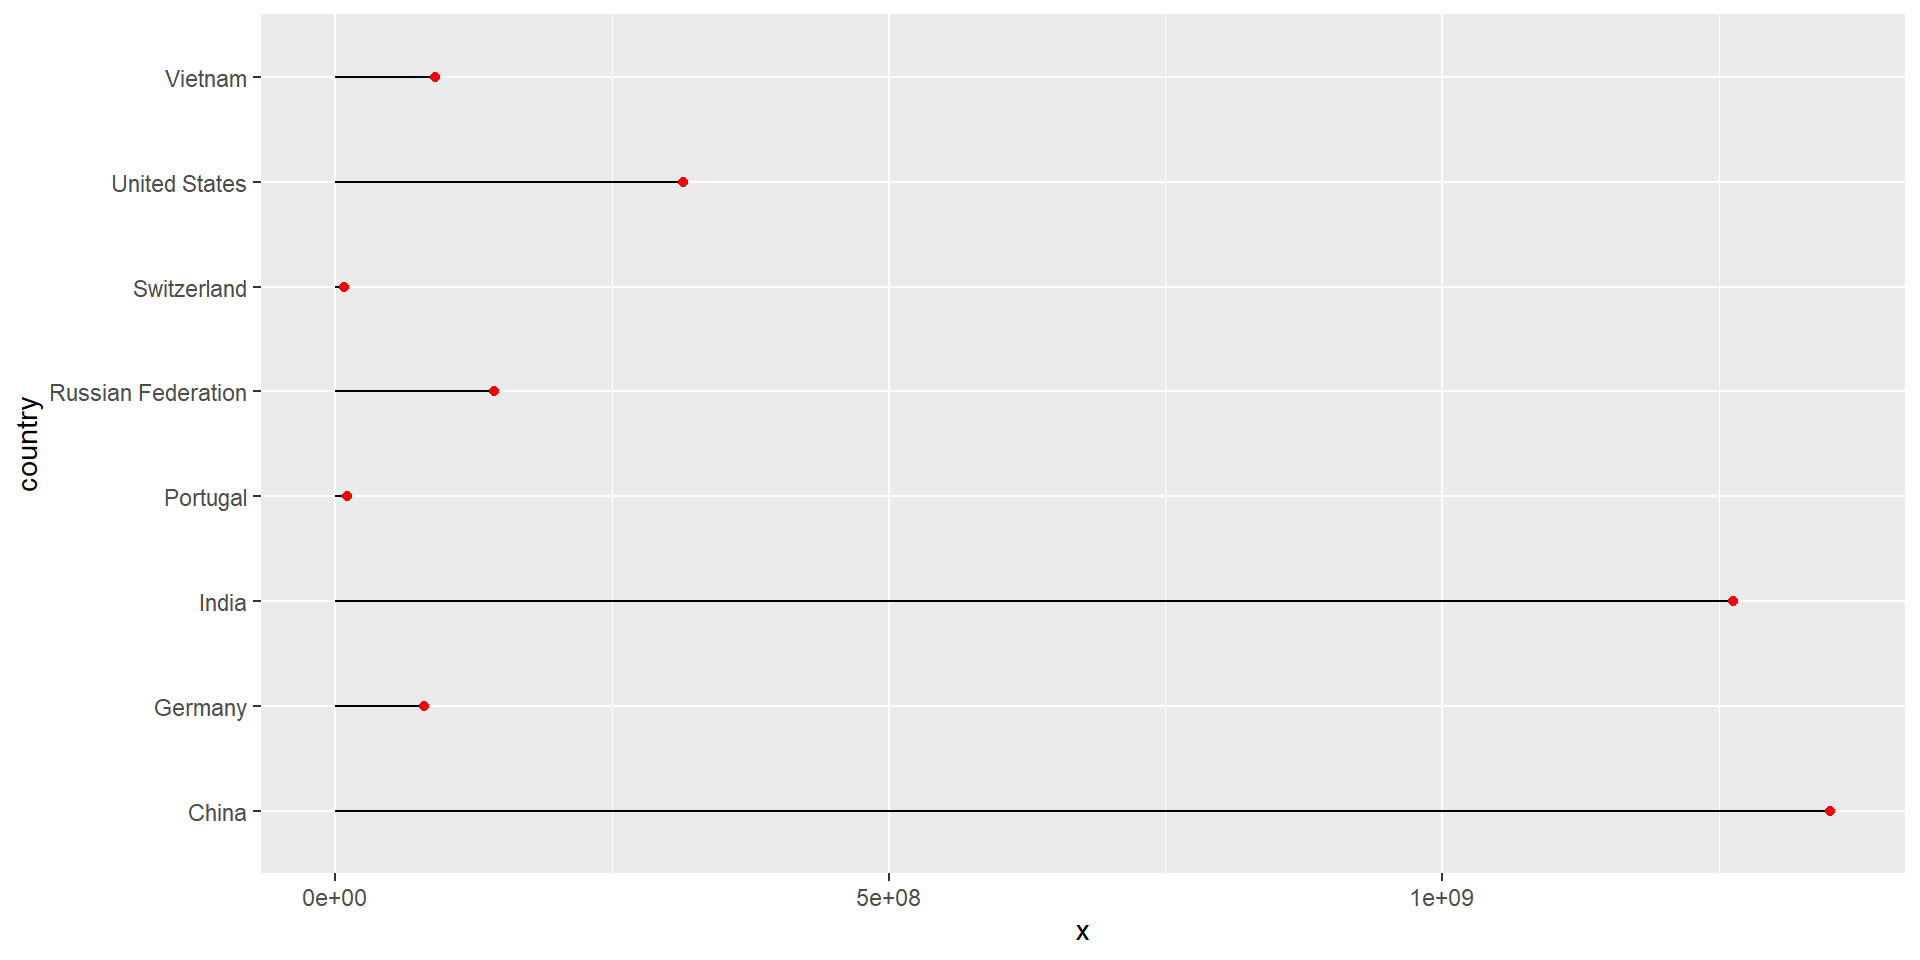 Vietnam
United States
Switzerland
Russian Federation
Portugal
India
Germany
China
country
0e+00 5e+08 1e+09
x